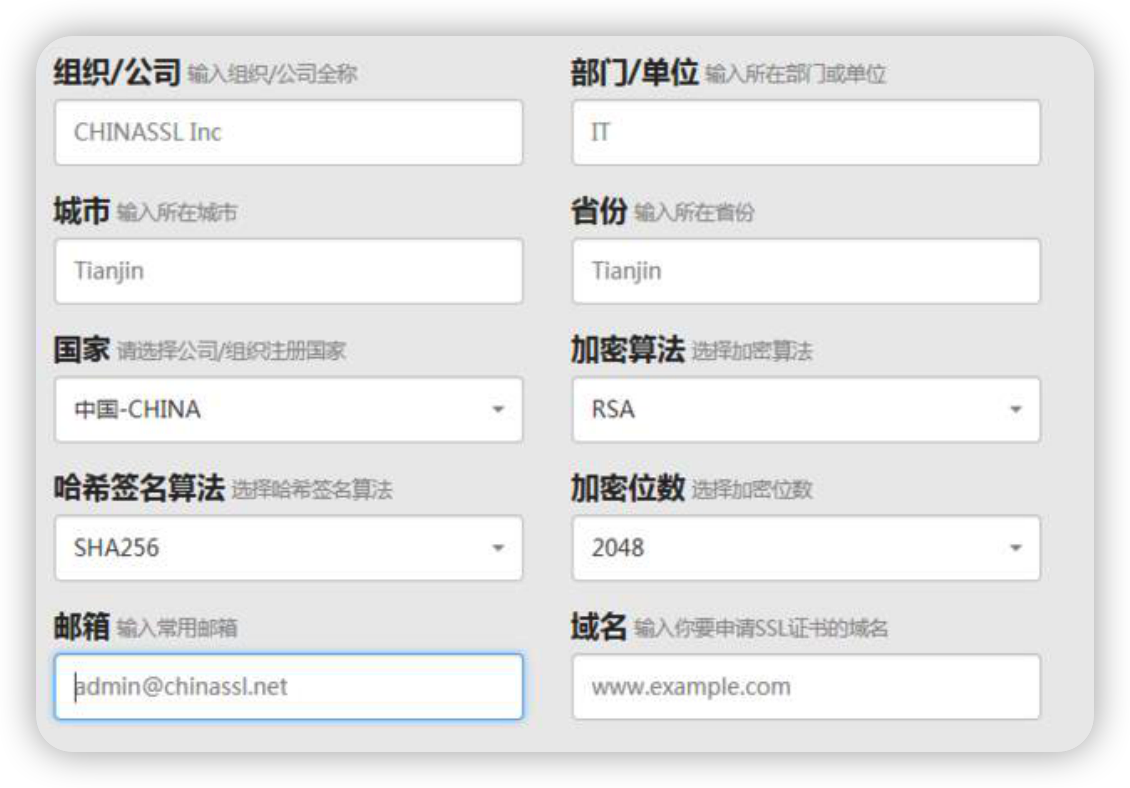 组织/公司 输入组织/公司全称
部门/单位 输入所在部门或单位
CHINASSL Inc
IT
城市 输入所在城市
省份 输入所在省份
Tianjin
Tianjin
国家 请选择公司/组织注册国家
加密算法 选择加密算法
中国-CHINA
RSA
哈希签名算法 选择哈希签名算法
加密位数 选择加密位数
SHA256
2048
邮箱 输入常用邮箱
域名 输入你要申请SSL证书的域名
admin@chinassl.net
www.example.com